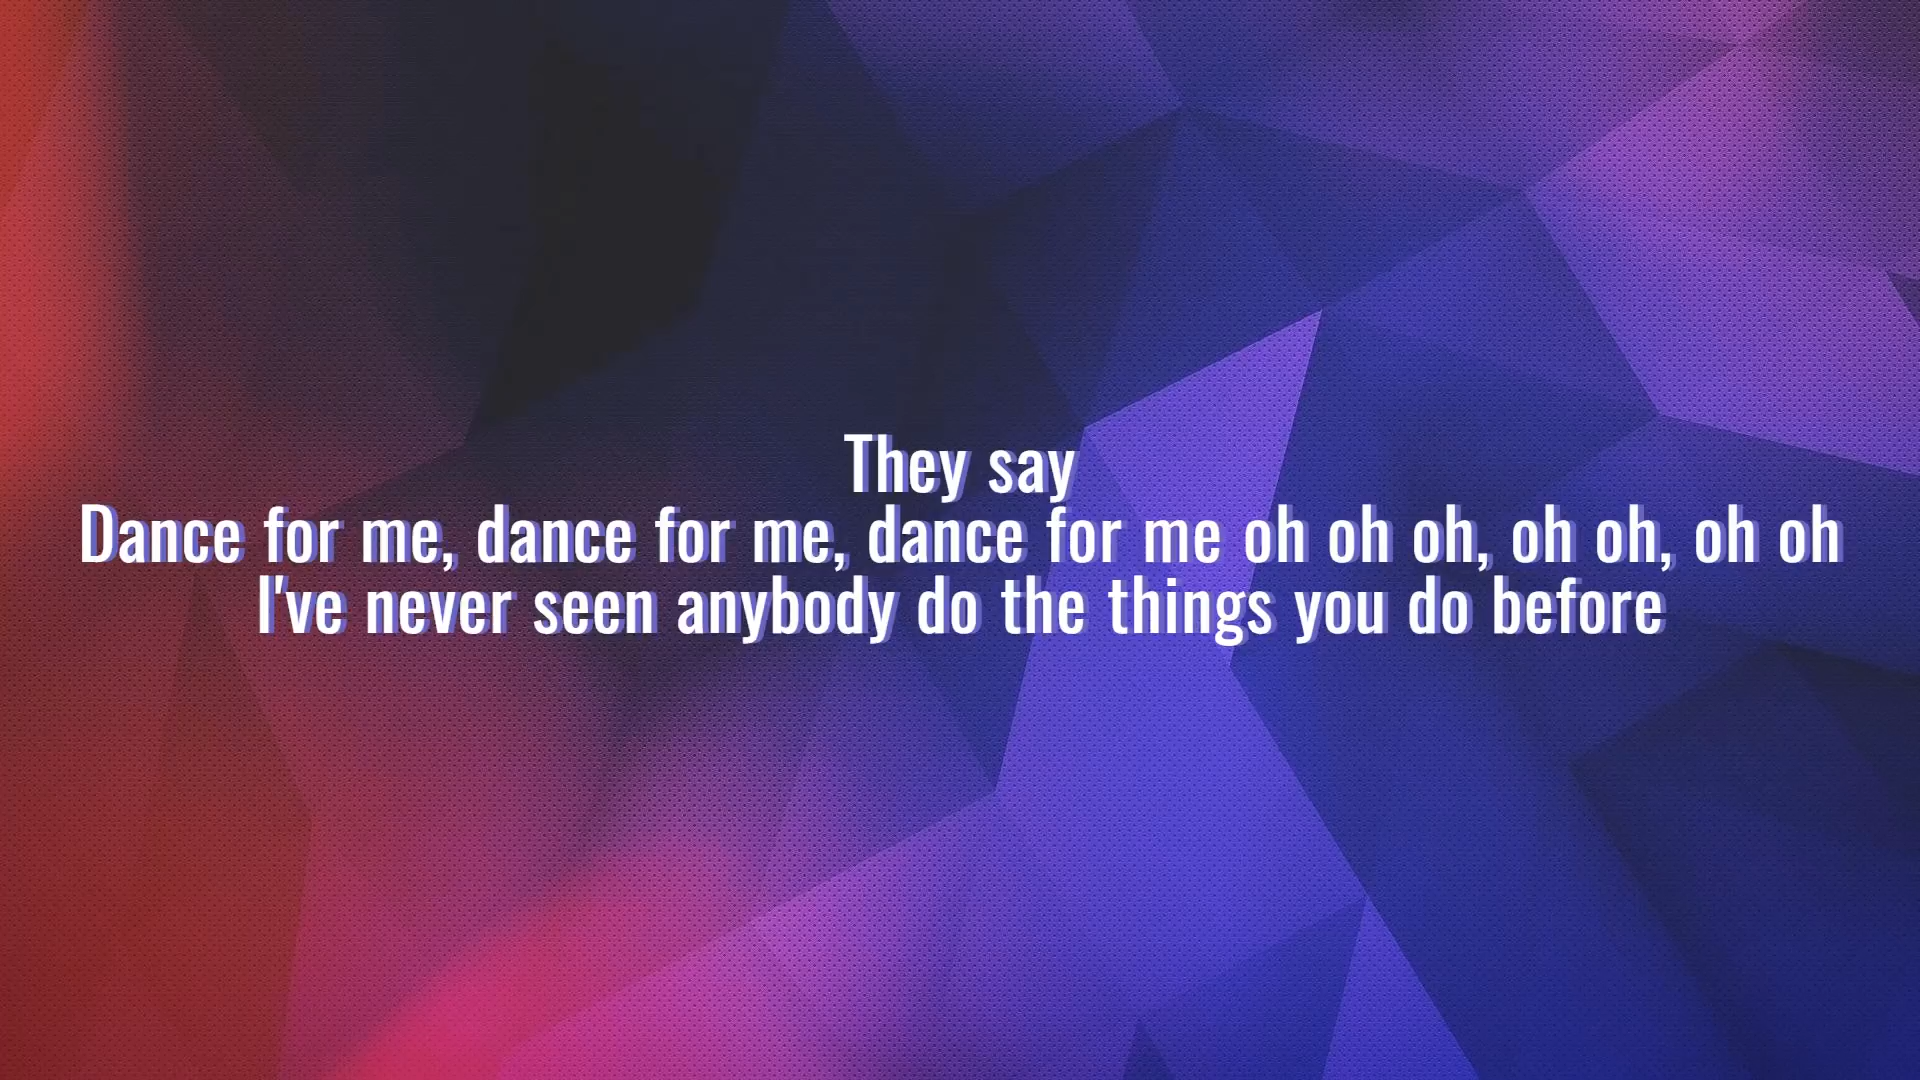 They say
Dance for me, dance for me, dance for me oh oh oh, oh oh, oh oh
I've never seen anybody do the things you do before